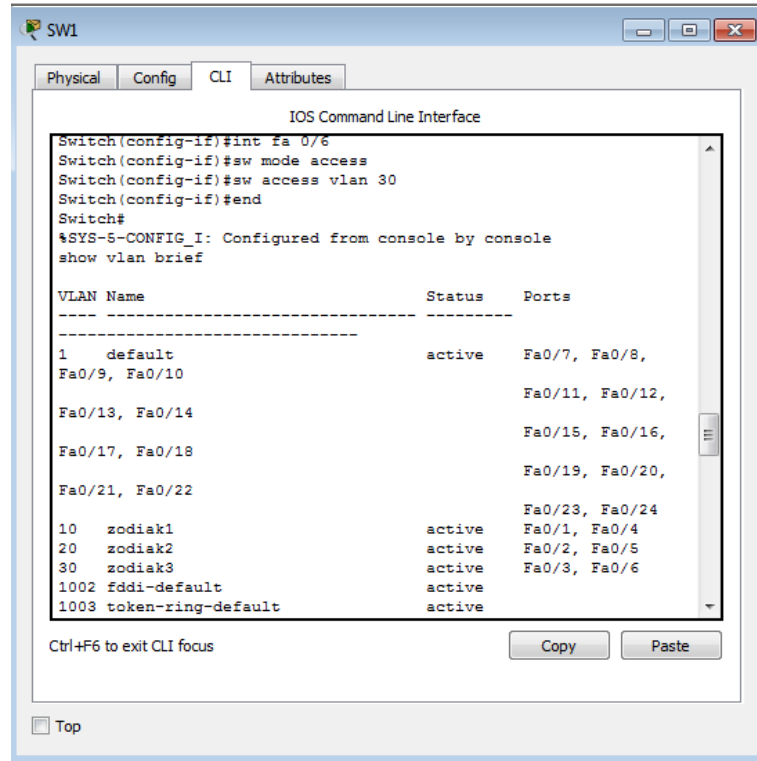 SW1
Physical Config CLI Attributes
IOS Command Line Interface
Switch(config-if)#int fa 0/6
Switch(config-if)#sw mode access
Switch(config-if)#sw access vlan 30
Switch(config-if)#end
Switch#
%SYS-5-CONFIG_I: Configured from console by console
show vlan brief
VLAN Name                             Status    Ports
---- -------------------------------- ---------
-------------------------------
1    default                          active    Fa0/7, Fa0/8,
Fa0/9, Fa0/10
                                                Fa0/11, Fa0/12,
Fa0/13, Fa0/14
                                                Fa0/15, Fa0/16,
Fa0/17, Fa0/18
                                                Fa0/19, Fa0/20,
Fa0/21, Fa0/22
                                                Fa0/23, Fa0/24
10   zodiak1                          active    Fa0/1, Fa0/4
20   zodiak2                          active    Fa0/2, Fa0/5
30   zodiak3                          active    Fa0/3, Fa0/6
1002 fddi-default                     active
1003 token-ring-default               active
Ctrl+F6 to exit CLI focus Copy Paste
Top